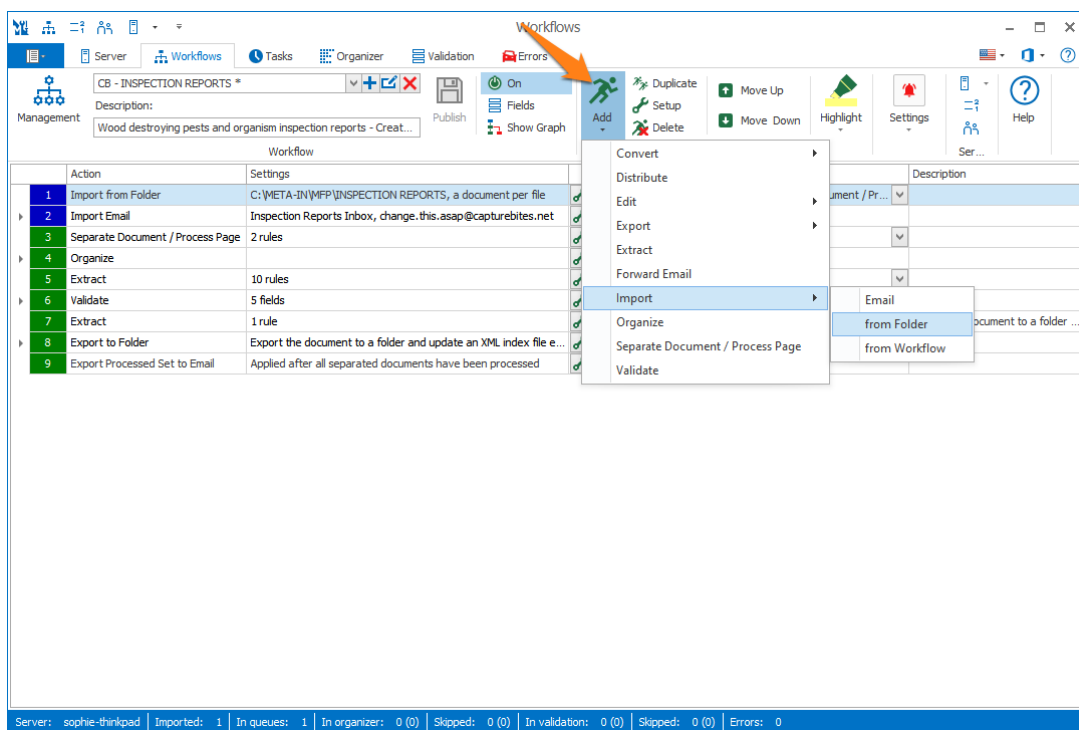 Workflows
Server Workflows Tasks Organizer Validation Errors
CB - INSPECTION REPORTS *
Description:
Wood destroying pests and organism inspection reports - Creat...
Management
Workflow
Publish
On
Fields
Show Graph
Add
Duplicate
Setup
Delete
Move Up
Move Down
Highlight
Settings
Ser...
Help
Action Settings Description
1 Import from Folder C:\META-IN\MFP\INSPECTION REPORTS, a document per file ument / Pr...
2 Import Email Inspection Reports Inbox, change.this.asap@capturebites.net
3 Separate Document / Process Page 2 rules
4 Organize
5 Extract 10 rules
6 Validate 5 fields
7 Extract 1 rule ocument to a folder ...
8 Export to Folder Export the document to a folder and update an XML index file e...
9 Export Processed Set to Email Applied after all separated documents have been processed
Convert
Distribute
Edit
Export
Extract
Forward Email
Import
Organize
Separate Document / Process Page
Validate
Email
from Folder
from Workflow
Server: sophie-thinkpad Imported: 1 In queues: 1 In organizer: 0 (0) Skipped: 0 (0) In validation: 0 (0) Skipped: 0 (0) Errors: 0